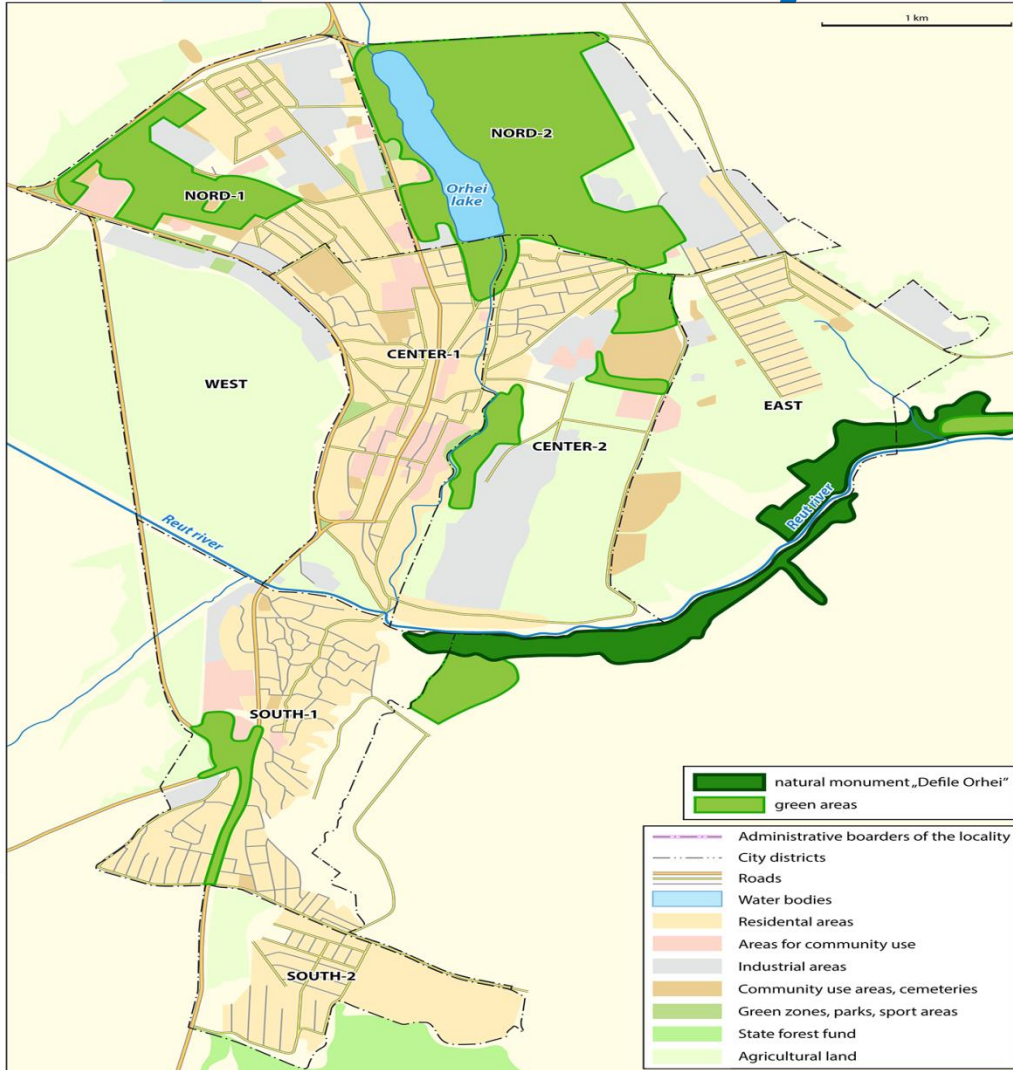 1 km
NORD-2
Orhei
lake
NORD-1
CENTER-1
WEST
EAST
CENTER-2
Reut river
Reut river
SOUTH-1
SOUTH-2
natural monument „Defile Orhei”
green areas
Administrative boarders of the locality
City districts
Roads
Water bodies
Residental areas
Areas for community use
Industrial areas
Community use areas, cemeteries
Green zones, parks, sport areas
State forest fund
Agricultural land